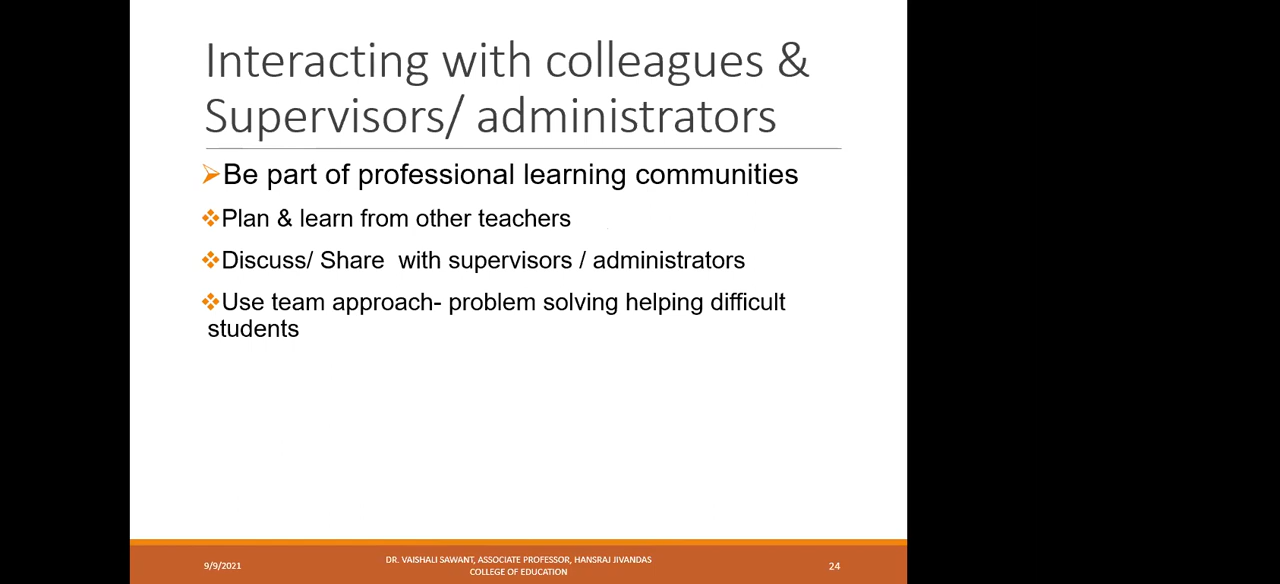 Interacting with colleagues &
Supervisors/ administrators
Be part of professional learning communities
Plan & learn from other teachers
Discuss/ Share  with supervisors / administrators
Use team approach- problem solving helping difficult
students
9/9/2021
DR. VAISHALI SAWANT, ASSOCIATE PROFESSOR, HANSRAJ JIVANDAS
COLLEGE OF EDUCATION
24